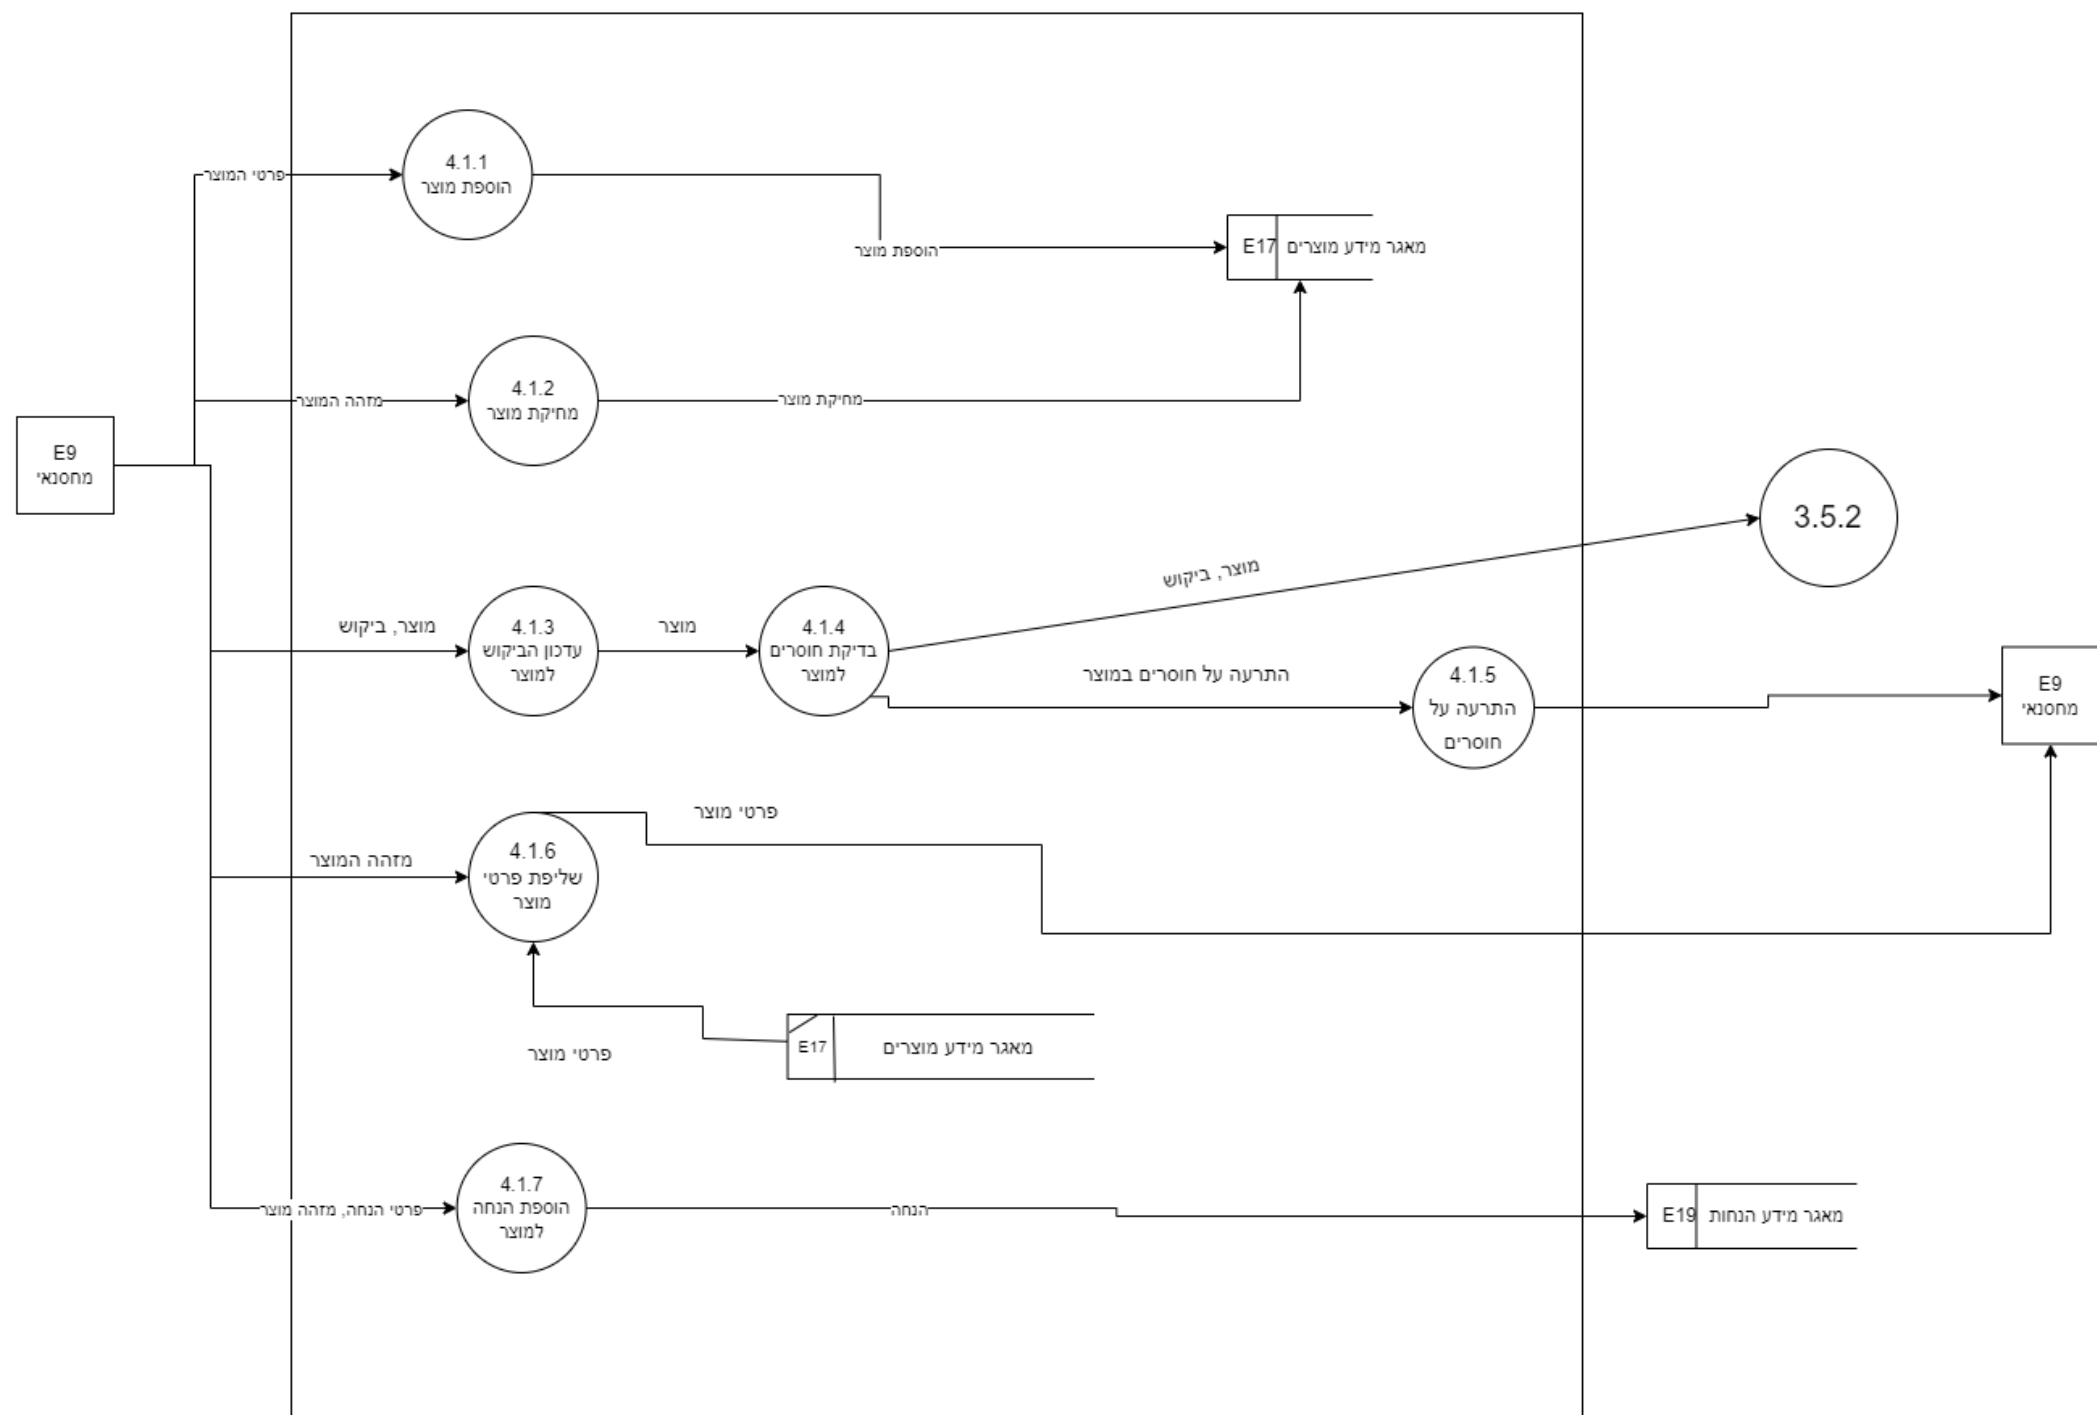 4.1.1
הוספת מוצר
פרטי המוצר
הוספת מוצר
E17
מאגר מידע מוצרים
4.1.2
מחיקת מוצר
מזהה המוצר
מחיקת מוצר
E9
מחסנאי
3.5.2
מוצר, ביקוש
מוצר, ביקוש
4.1.3
עדכון הביקוש
למוצר
מוצר
4.1.4
בדיקת חוסרים
למוצר
התרעה על חוסרים במוצר
4.1.5
התרעה על
חוסרים
E9
מחסנאי
פרטי מוצר
מזהה המוצר
4.1.6
שליפת פרטי
מוצר
פרטי מוצר
E17
מאגר מידע מוצרים
4.1.7
הוספת הנחה
למוצר
פרטי הנחה, מזהה מוצר
הנחה
E19
מאגר מידע הנחות